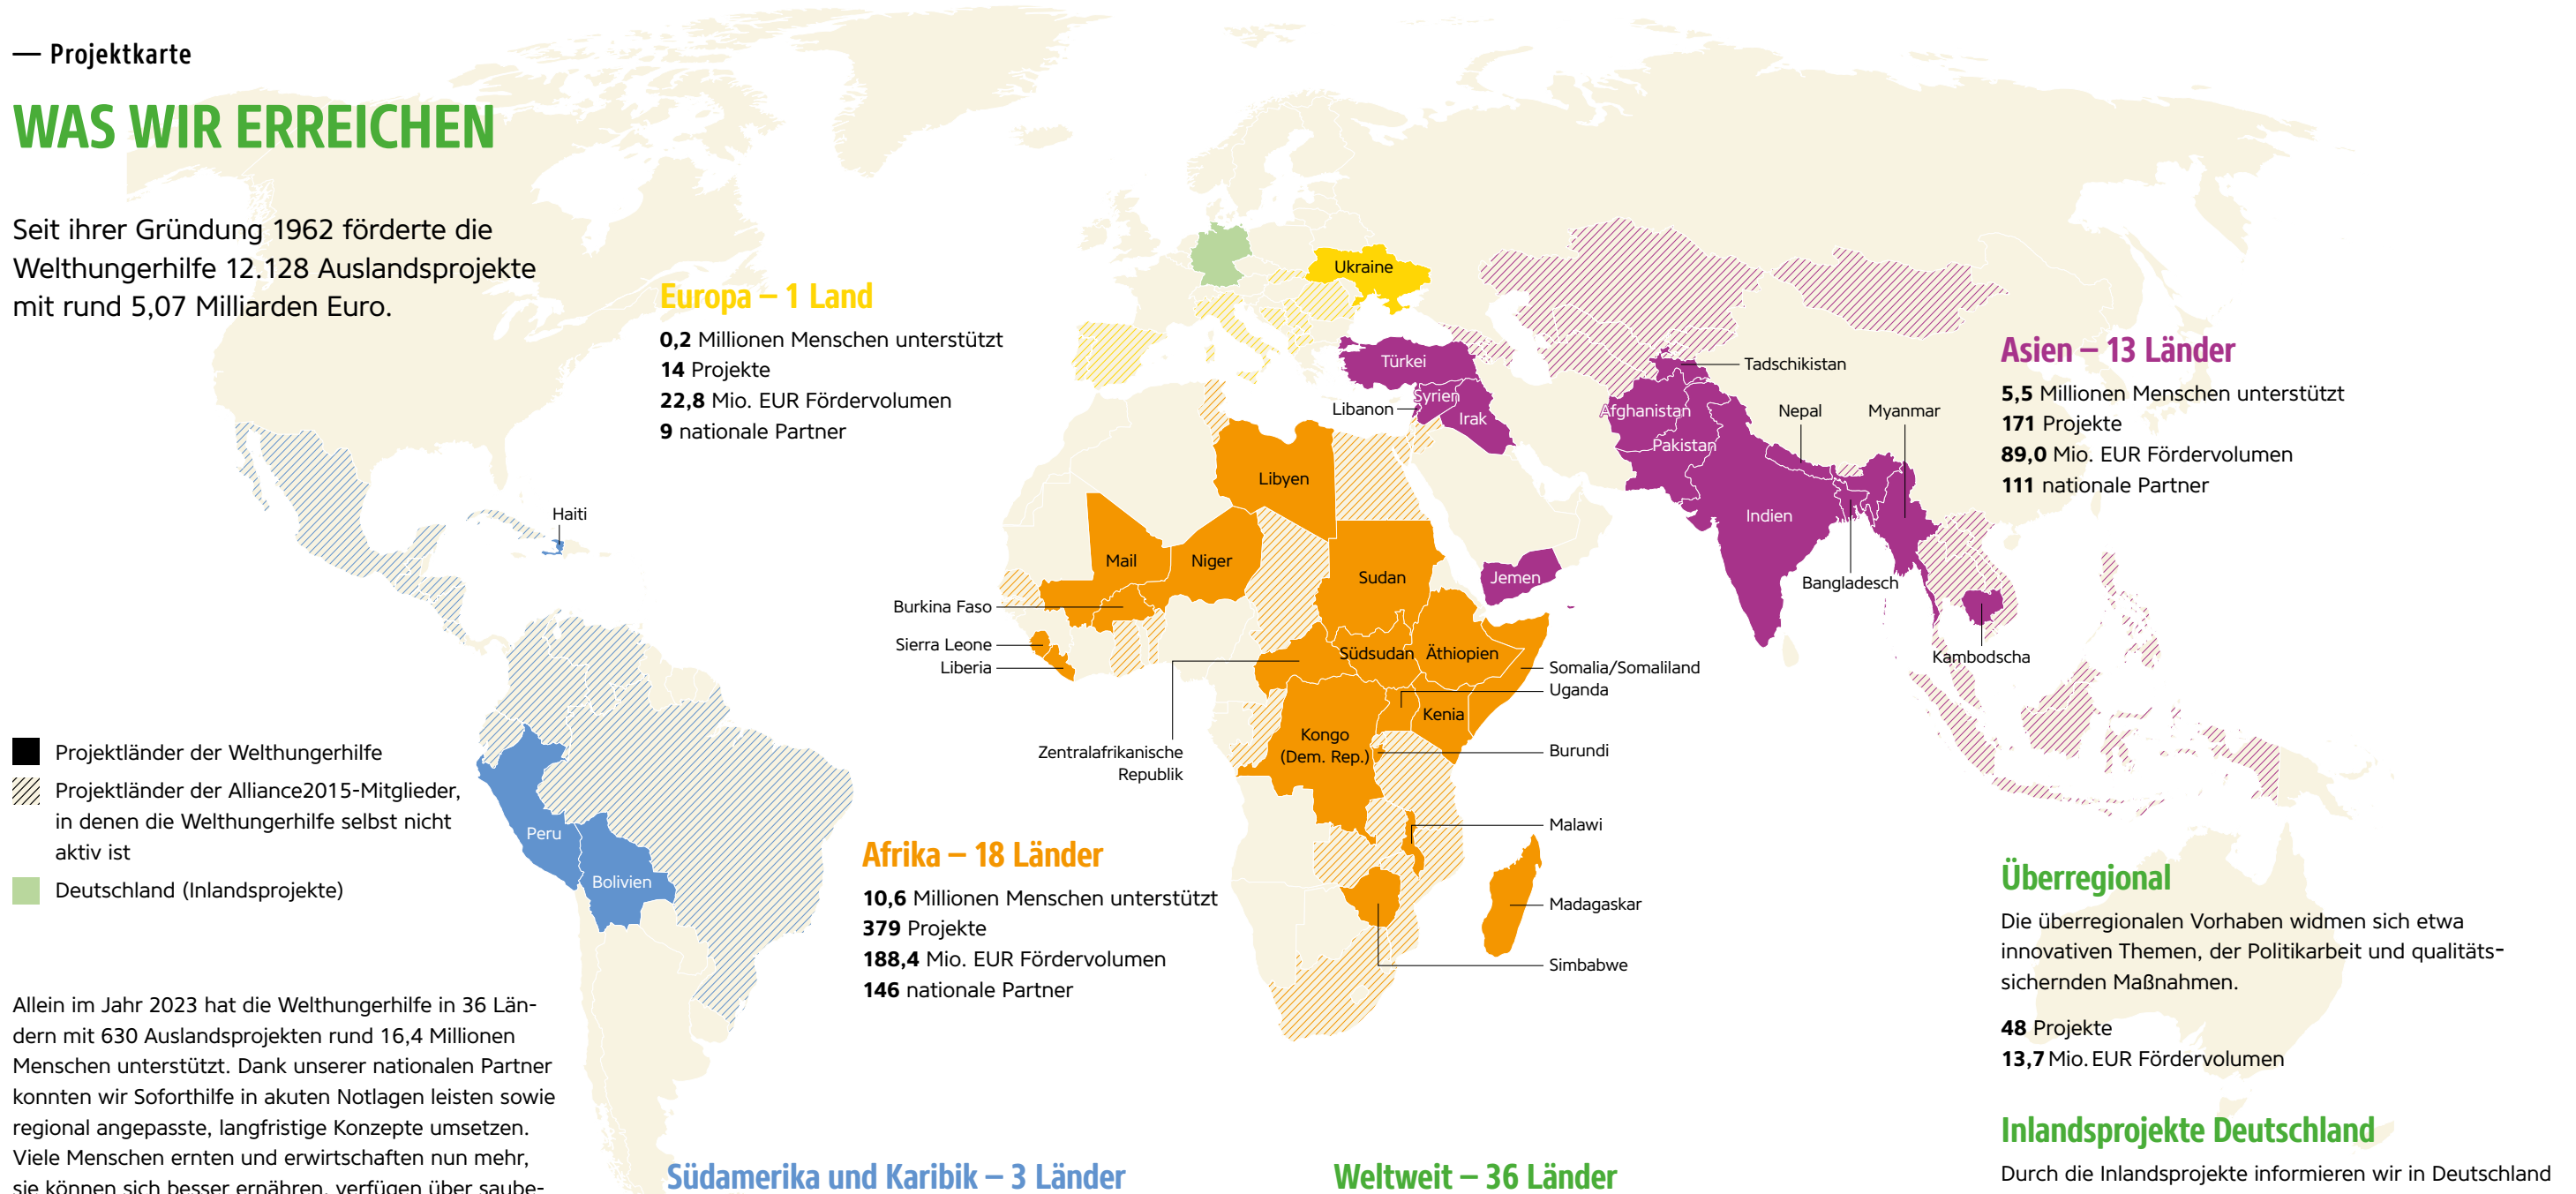 — Projektkarte
WAS WIR ERREICHEN
Seit ihrer Gründung 1962 förderte die
Welthungerhilfe 12.128 Auslandsprojekte
mit rund 5,07 Milliarden Euro.
Europa – 1 Land
0,2 Millionen Menschen unterstützt
14 Projekte
22,8 Mio. EUR Fördervolumen
9 nationale Partner
Asien – 13 Länder
5,5 Millionen Menschen unterstützt
171 Projekte
89,0 Mio. EUR Fördervolumen
111 nationale Partner
Ukraine
Türkei
Syrien
Libanon
Irak
Tadschikistan
Afghanistan
Pakistan
Nepal
Myanmar
Indien
Bangladesch
Jemen
Kambodscha
Haiti
Peru
Bolivien
Libyen
Mail
Niger
Sudan
Burkina Faso
Sierra Leone
Liberia
Südsudan
Äthiopien
Somalia/Somaliland
Uganda
Kenia
Kongo
(Dem. Rep.)
Zentralafrikanische
Republik
Burundi
Malawi
Madagaskar
Simbabwe
Projektländer der Welthungerhilfe
Projektländer der Alliance2015-Mitglieder,
in denen die Welthungerhilfe selbst nicht
aktiv ist
Deutschland (Inlandsprojekte)
Afrika – 18 Länder
10,6 Millionen Menschen unterstützt
379 Projekte
188,4 Mio. EUR Fördervolumen
146 nationale Partner
Überregional
Die überregionalen Vorhaben widmen sich etwa
innovativen Themen, der Politikarbeit und qualitäts-
sichernden Maßnahmen.
48 Projekte
13,7 Mio. EUR Fördervolumen
Allein im Jahr 2023 hat die Welthungerhilfe in 36 Län-
dern mit 630 Auslandsprojekten rund 16,4 Millionen
Menschen unterstützt. Dank unserer nationalen Partner
konnten wir Soforthilfe in akuten Notlagen leisten sowie
regional angepasste, langfristige Konzepte umsetzen.
Viele Menschen ernten und erwirtschaften nun mehr,
sie können sich besser ernähren, verfügen über saube-
Südamerika und Karibik – 3 Länder
Weltweit – 36 Länder
Inlandsprojekte Deutschland
Durch die Inlandsprojekte informieren wir in Deutschland